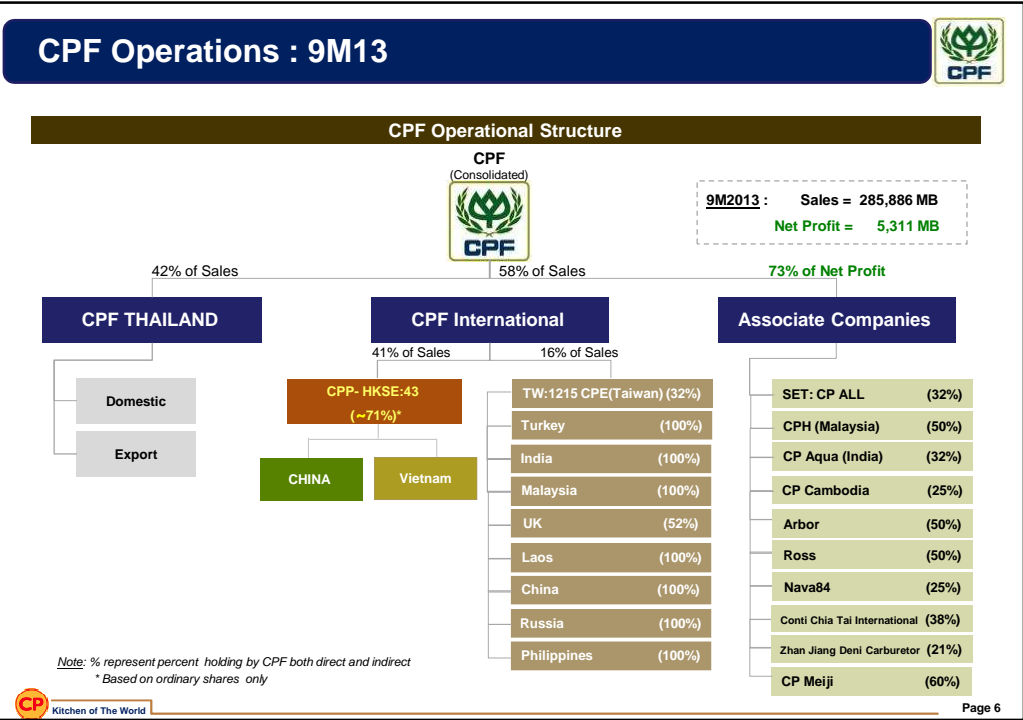 CPF Operations : 9M13
CPF
CPF Operational Structure
CPF
(Consolidated)
CPF
9M2013 : Sales = 285,886 MB
Net Profit = 5,311 MB
42% of Sales
58% of Sales
73% of Net Profit
CPF THAILAND
CPF International
Associate Companies
41% of Sales
16% of Sales
Domestic
Export
CPP- HKSE:43
(~71%)*
CHINA
Vietnam
TW:1215 CPE(Taiwan) (32%)
Turkey (100%)
India (100%)
Malaysia (100%)
UK (52%)
Laos (100%)
China (100%)
Russia (100%)
Philippines (100%)
SET: CP ALL (32%)
CPH (Malaysia) (50%)
CP Aqua (India) (32%)
CP Cambodia (25%)
Arbor (50%)
Ross (50%)
Nava84 (25%)
Conti Chia Tai International (38%)
Zhan Jiang Deni Carburetor (21%)
CP Meiji (60%)
Note: % represent percent holding by CPF both direct and indirect
* Based on ordinary shares only
CP
Kitchen of The World
Page 6